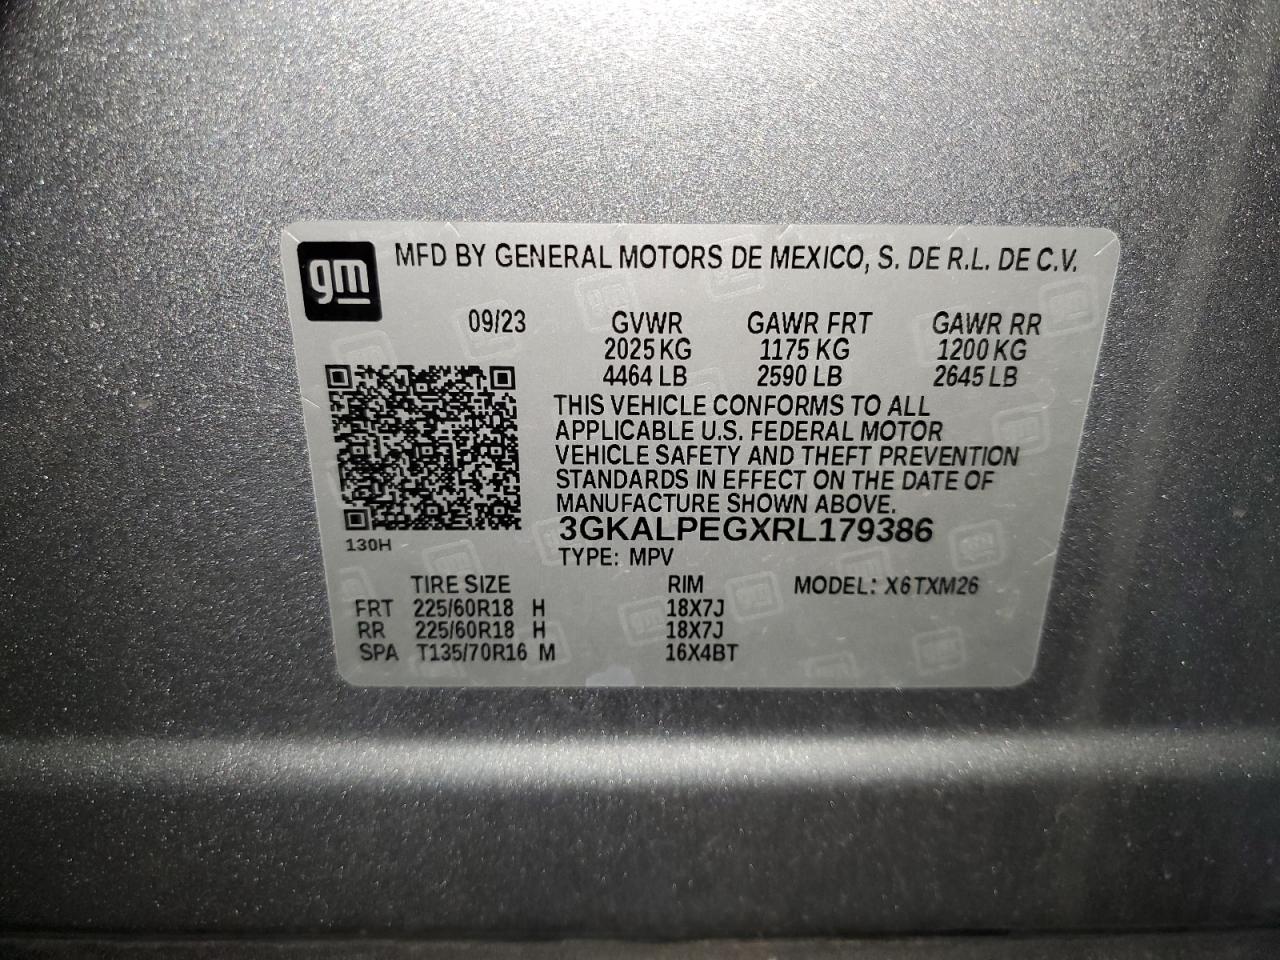 gm
MFD BY GENERAL MOTORS DE MEXICO, S. DE R.L. DE C.V.
09/23 GVWR GAWR FRT GAWR RR
2025 KG 1175 KG 1200 KG
4464 LB 2590 LB 2645 LB
THIS VEHICLE CONFORMS TO ALL
APPLICABLE U.S. FEDERAL MOTOR
VEHICLE SAFETY AND THEFT PREVENTION
STANDARDS IN EFFECT ON THE DATE OF
MANUFACTURE SHOWN ABOVE.
3GKALPEGXRL179386
130H
TYPE: MPV
TIRE SIZE RIM MODEL: X6TXM26
FRT 225/60R18 H 18X7J
RR 225/60R18 H 18X7J
SPA T135/70R16 M 16X4BT